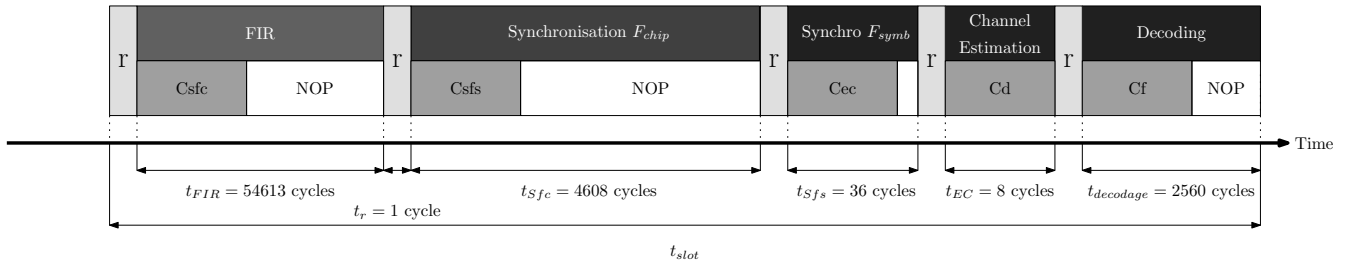 FIR
Synchronisation F_chip
Synchro F_symb
Channel
Estimation
Decoding
r
r
r
r
r
Csfc
NOP
Csfs
NOP
Cec
Cd
Cf
NOP
Time
t_FIR = 54613 cycles
t_Sfc = 4608 cycles
t_Sfs = 36 cycles
t_EC = 8 cycles
t_decodage = 2560 cycles
t_r = 1 cycle
t_slot